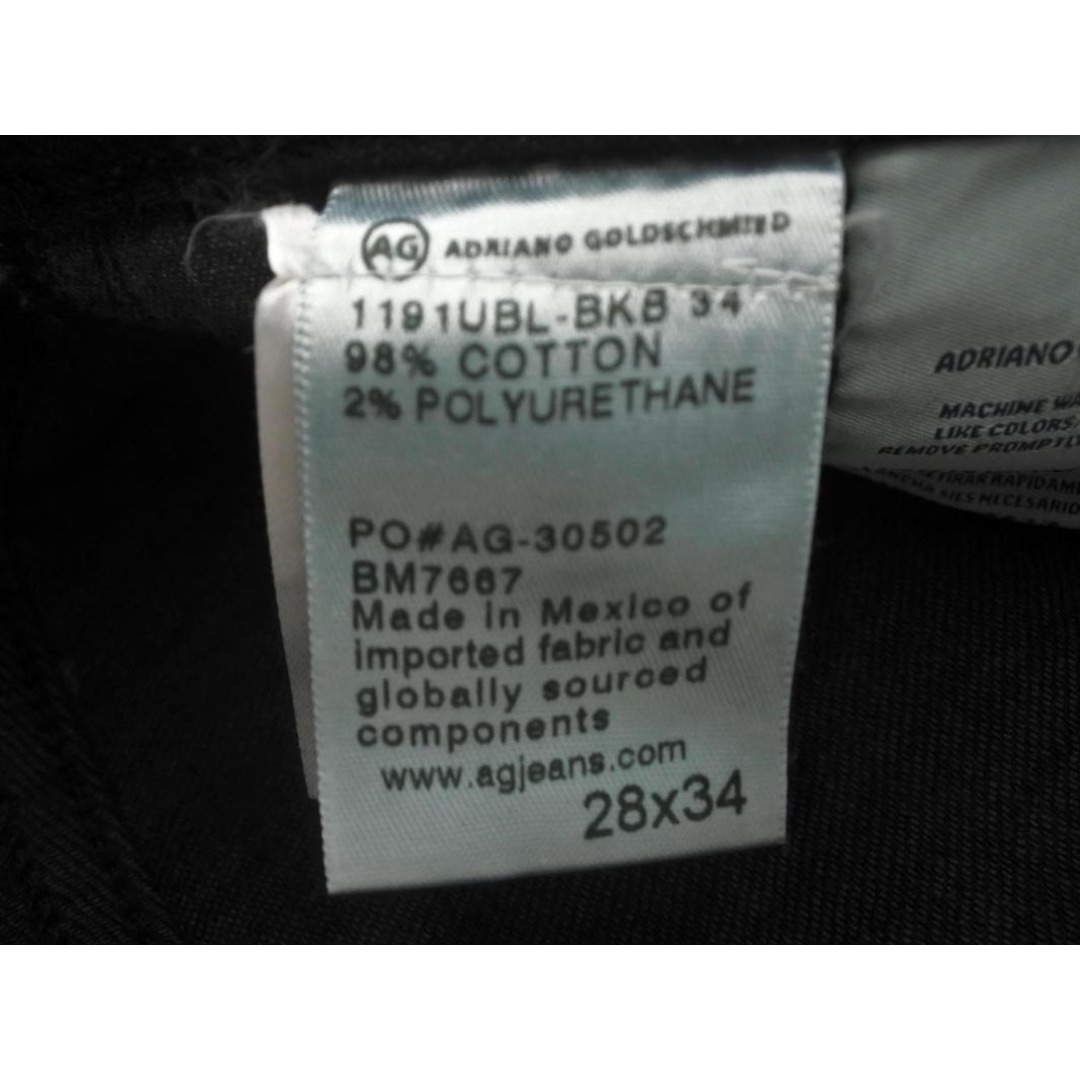 AG ADRIANO GOLDSCHMIED
1191UBL-BKB 34
98% COTTON
2% POLYURETHANE
PO#AG-30502
BM7667
Made in Mexico of
imported fabric and
globally sourced
components
www.agjeans.com
28x34
ADRIANO
MACHINE WA
LIKE COLORS
REMOVE PROMPTLY